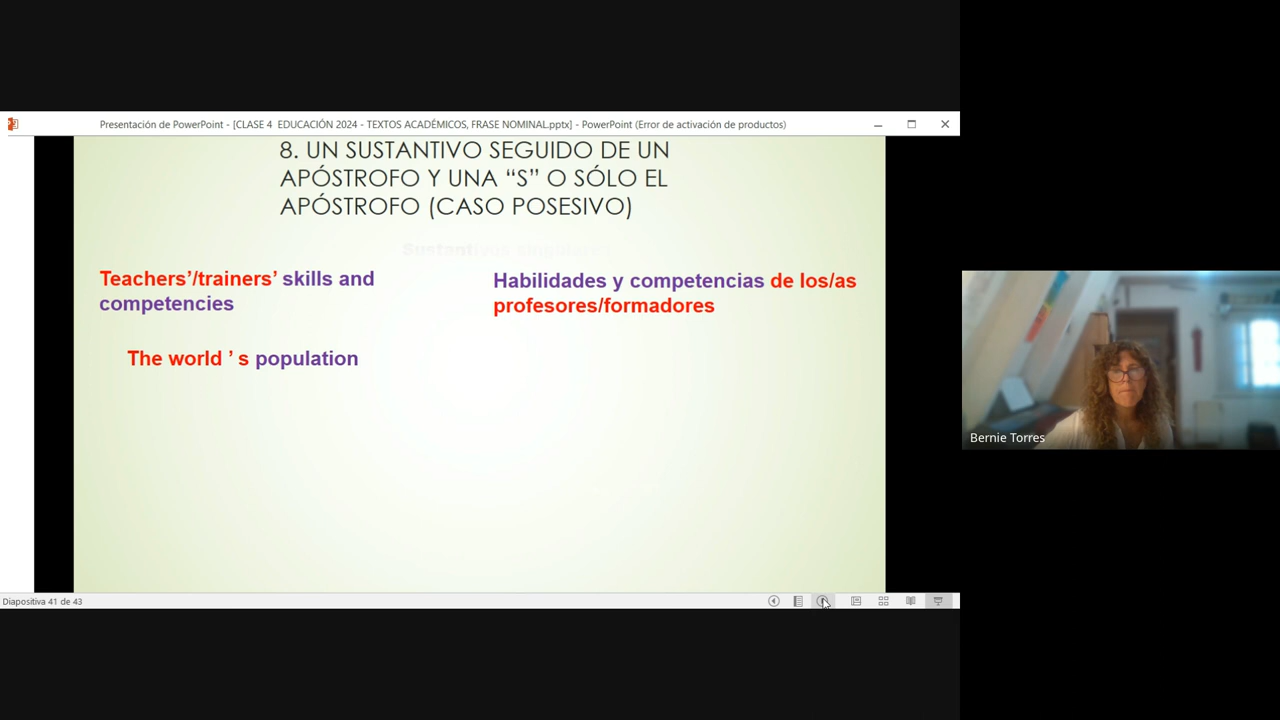 Presentación de PowerPoint - [CLASE 4  EDUCACIÓN 2024 - TEXTOS ACADÉMICOS, FRASE NOMINAL.pptx] - PowerPoint (Error de activación de productos)
8. UN SUSTANTIVO SEGUIDO DE UN
APÓSTROFO Y UNA “S” O SÓLO EL
APÓSTROFO (CASO POSESIVO)
Teachers’/trainers’ skills and
competencies
Habilidades y competencias de los/as
profesores/formadores
The world ’ s population
Bernie Torres
Diapositiva 41 de 43